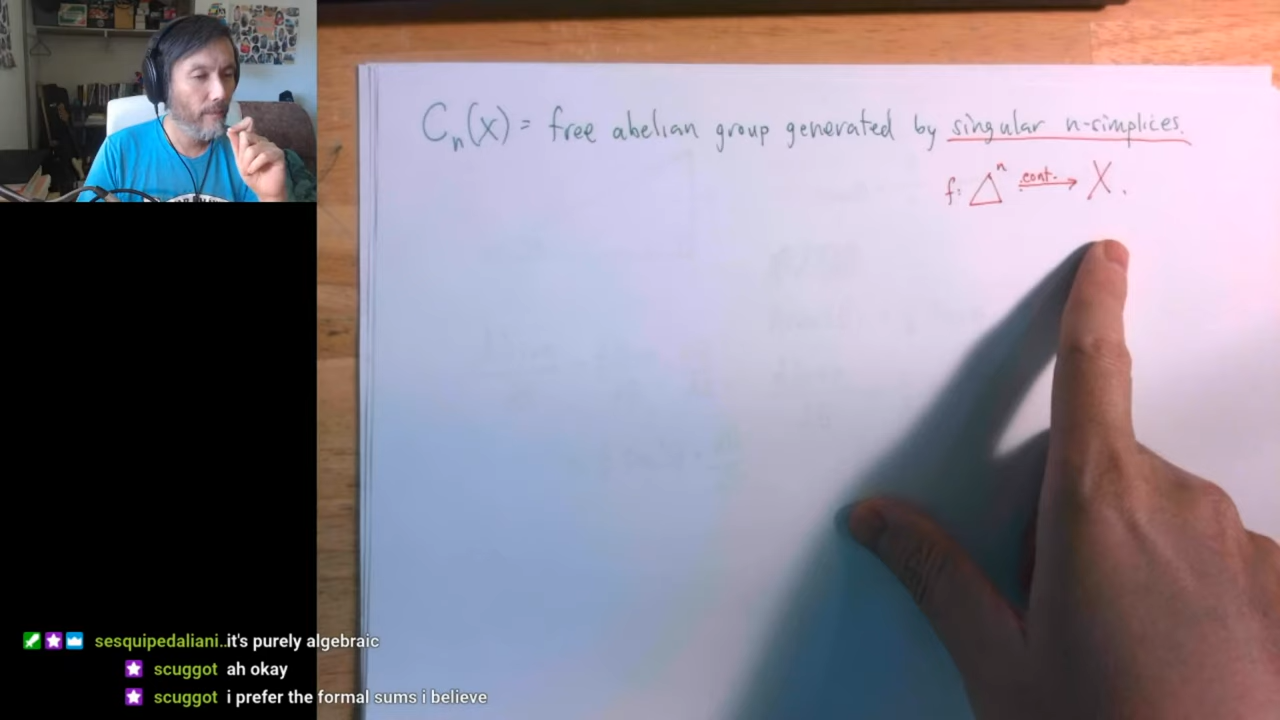 Cₙ(X) = free abelian group generated by singular n-simplices.
f: Δⁿ cont. → X.
sesquipedaliani..it's purely algebraic
scuggot ah okay
scuggot i prefer the formal sums i believe